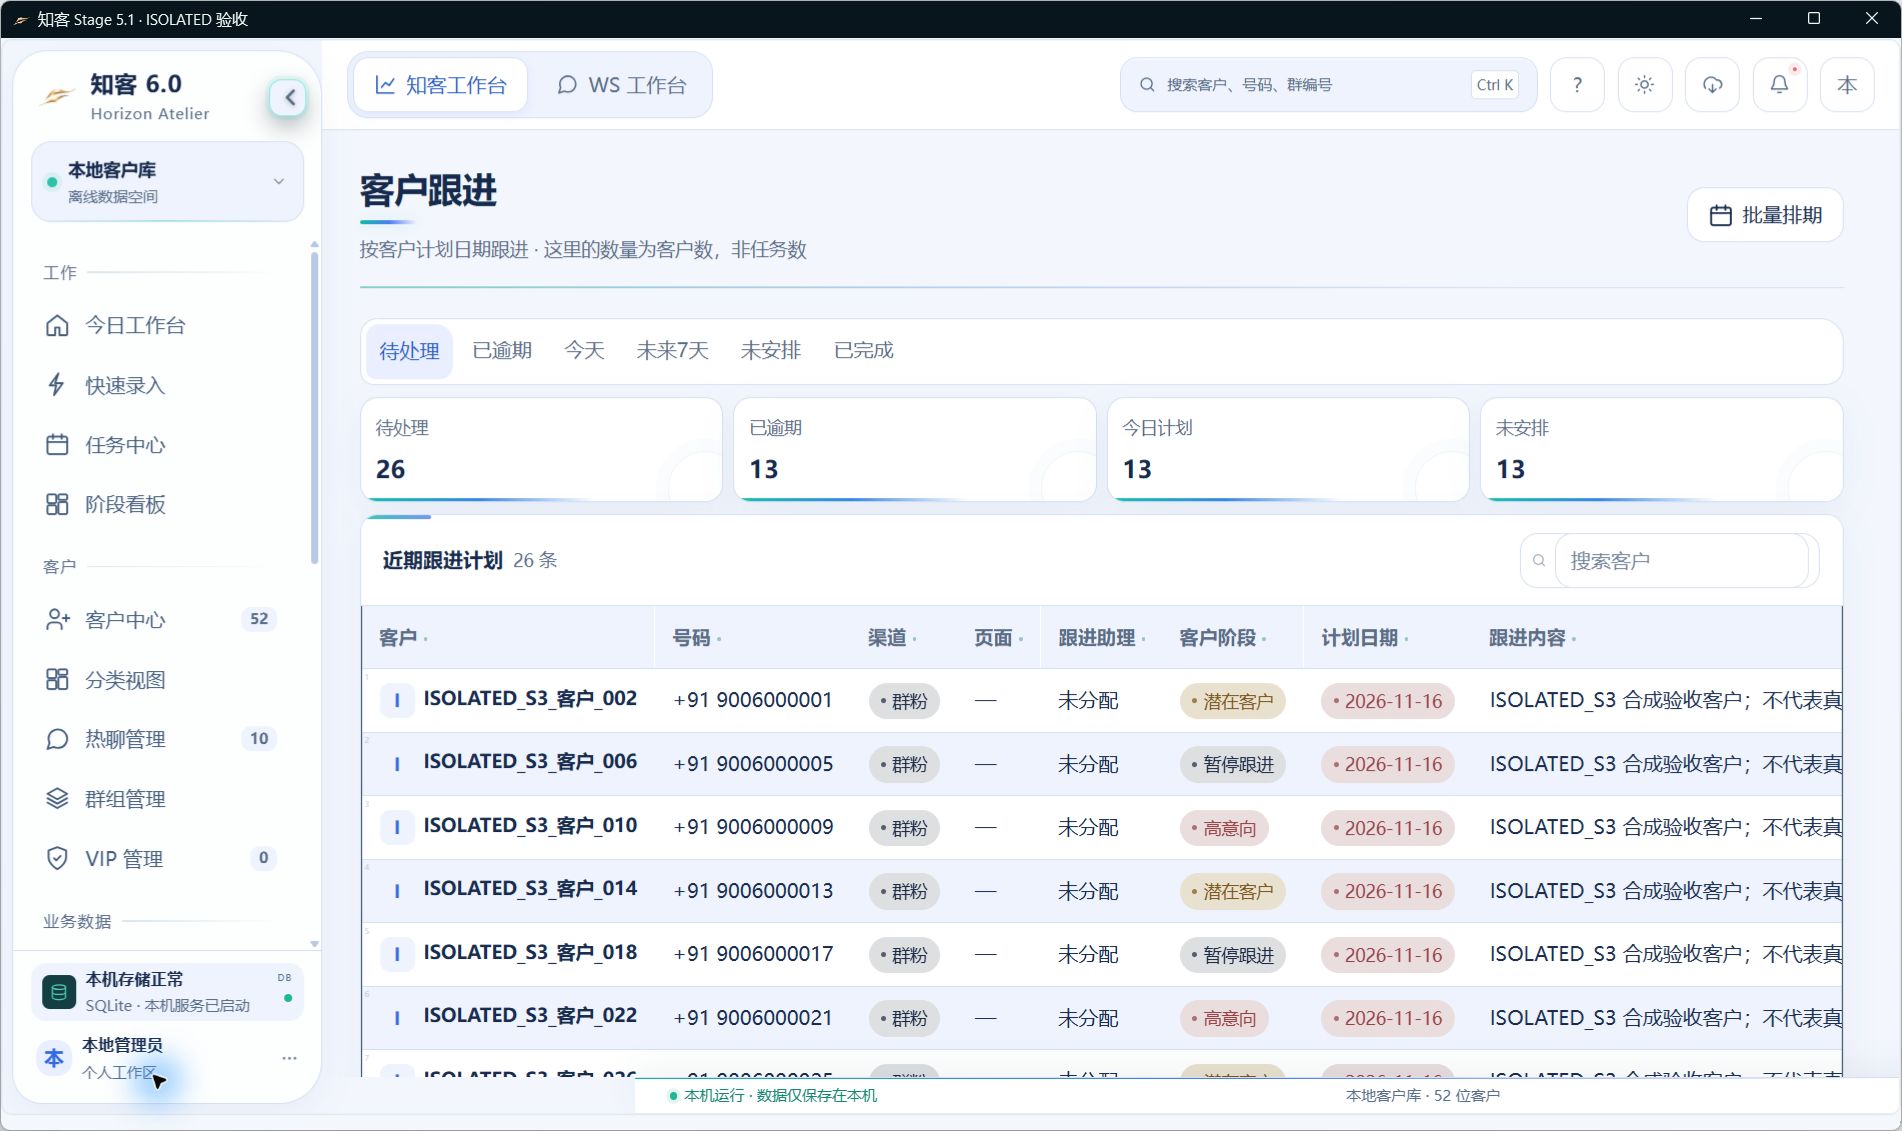 知客 Stage 5.1 · ISOLATED 验收
知客 6.0
Horizon Atelier
本地客户库
离线数据空间
工作
今日工作台
快速录入
任务中心
阶段看板
客户
客户中心 52
分类视图
热聊管理 10
群组管理
VIP 管理 0
业务数据
本机存储正常 DB
SQLite · 本机服务已启动
本 本地管理员
个人工作区
知客工作台 WS 工作台
搜索客户、号码、群编号 Ctrl K ? 本
客户跟进
按客户计划日期跟进 · 这里的数量为客户数，非任务数
批量排期
待处理 已逾期 今天 未来7天 未安排 已完成
待处理 已逾期 今日计划 未安排
26 13 13 13
近期跟进计划 26 条 搜索客户
客户 · 号码 · 渠道 · 页面 · 跟进助理 · 客户阶段 · 计划日期 · 跟进内容 ·
1 I ISOLATED_S3_客户_002 +91 9006000001 • 群粉 — 未分配 • 潜在客户 • 2026-11-16 ISOLATED_S3 合成验收客户；不代表真
2 I ISOLATED_S3_客户_006 +91 9006000005 • 群粉 — 未分配 • 暂停跟进 • 2026-11-16 ISOLATED_S3 合成验收客户；不代表真
3 I ISOLATED_S3_客户_010 +91 9006000009 • 群粉 — 未分配 • 高意向 • 2026-11-16 ISOLATED_S3 合成验收客户；不代表真
4 I ISOLATED_S3_客户_014 +91 9006000013 • 群粉 — 未分配 • 潜在客户 • 2026-11-16 ISOLATED_S3 合成验收客户；不代表真
5 I ISOLATED_S3_客户_018 +91 9006000017 • 群粉 — 未分配 • 暂停跟进 • 2026-11-16 ISOLATED_S3 合成验收客户；不代表真
6 I ISOLATED_S3_客户_022 +91 9006000021 • 群粉 — 未分配 • 高意向 • 2026-11-16 ISOLATED_S3 合成验收客户；不代表真
7
本机运行 · 数据仅保存在本机 本地客户库 · 52 位客户